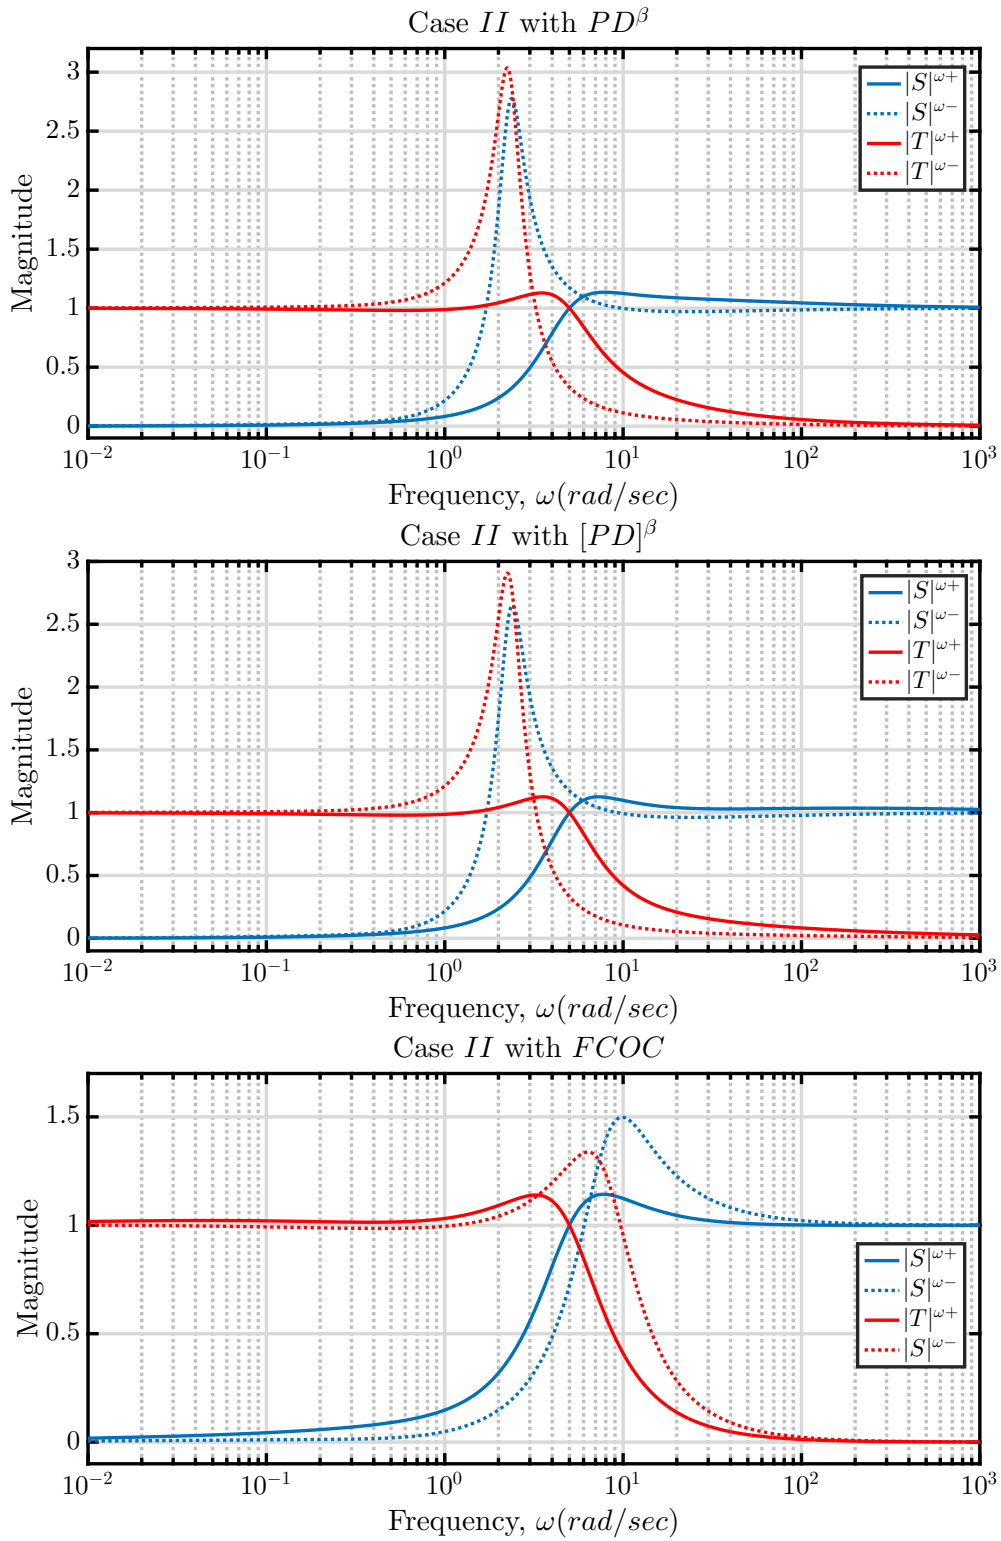 Case II with PD^β
3
2.5
2
1.5
1
0.5
0
Magnitude
|S|^ω+
|S|^ω−
|T|^ω+
|T|^ω−
10^−2 10^−1 10^0 10^1 10^2 10^3
Frequency, ω(rad/sec)
Case II with [PD]^β
3
2.5
2
1.5
1
0.5
0
Magnitude
|S|^ω+
|S|^ω−
|T|^ω+
|T|^ω−
10^−2 10^−1 10^0 10^1 10^2 10^3
Frequency, ω(rad/sec)
Case II with FCOC
1.5
1
0.5
0
Magnitude
|S|^ω+
|S|^ω−
|T|^ω+
|S|^ω−
10^−2 10^−1 10^0 10^1 10^2 10^3
Frequency, ω(rad/sec)